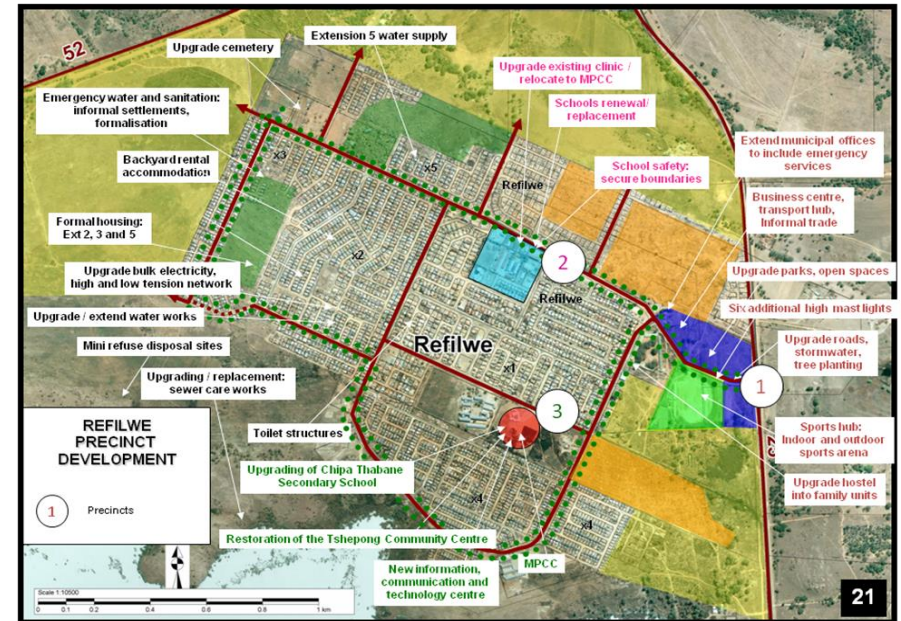 52
Upgrade cemetery
Extension 5 water supply
Upgrade existing clinic /
relocate to MPCC
Schools renewal/
replacement
Emergency water and sanitation:
informal settlements,
formalisation
Extend municipal offices
to include emergency
services
Backyard rental
accommodation
x3
x5
Refilwe
School safety:
secure boundaries
Business centre,
transport hub,
Informal trade
Formal housing:
Ext 2, 3 and 5
x2
2
Upgrade parks, open spaces
Upgrade bulk electricity,
high and low tension network
Refilwe
Six additional high mast lights
Upgrade / extend water works
Mini refuse disposal sites
Refilwe
x1
Upgrade roads,
stormwater,
tree planting
1
Upgrading / replacement:
sewer care works
3
REFILWE
PRECINCT
DEVELOPMENT
1
Precincts
Toilet structures
Sports hub:
Indoor and outdoor
sports arena
Upgrading of Chipa Thabane
Secondary School
Upgrade hostel
into family units
x4
x4
Restoration of the Tshepong Community Centre
MPCC
New information,
communication and
technology centre
Scale 1:10500
0 0.1 0.2 0.4 0.6 0.8 1 km
21